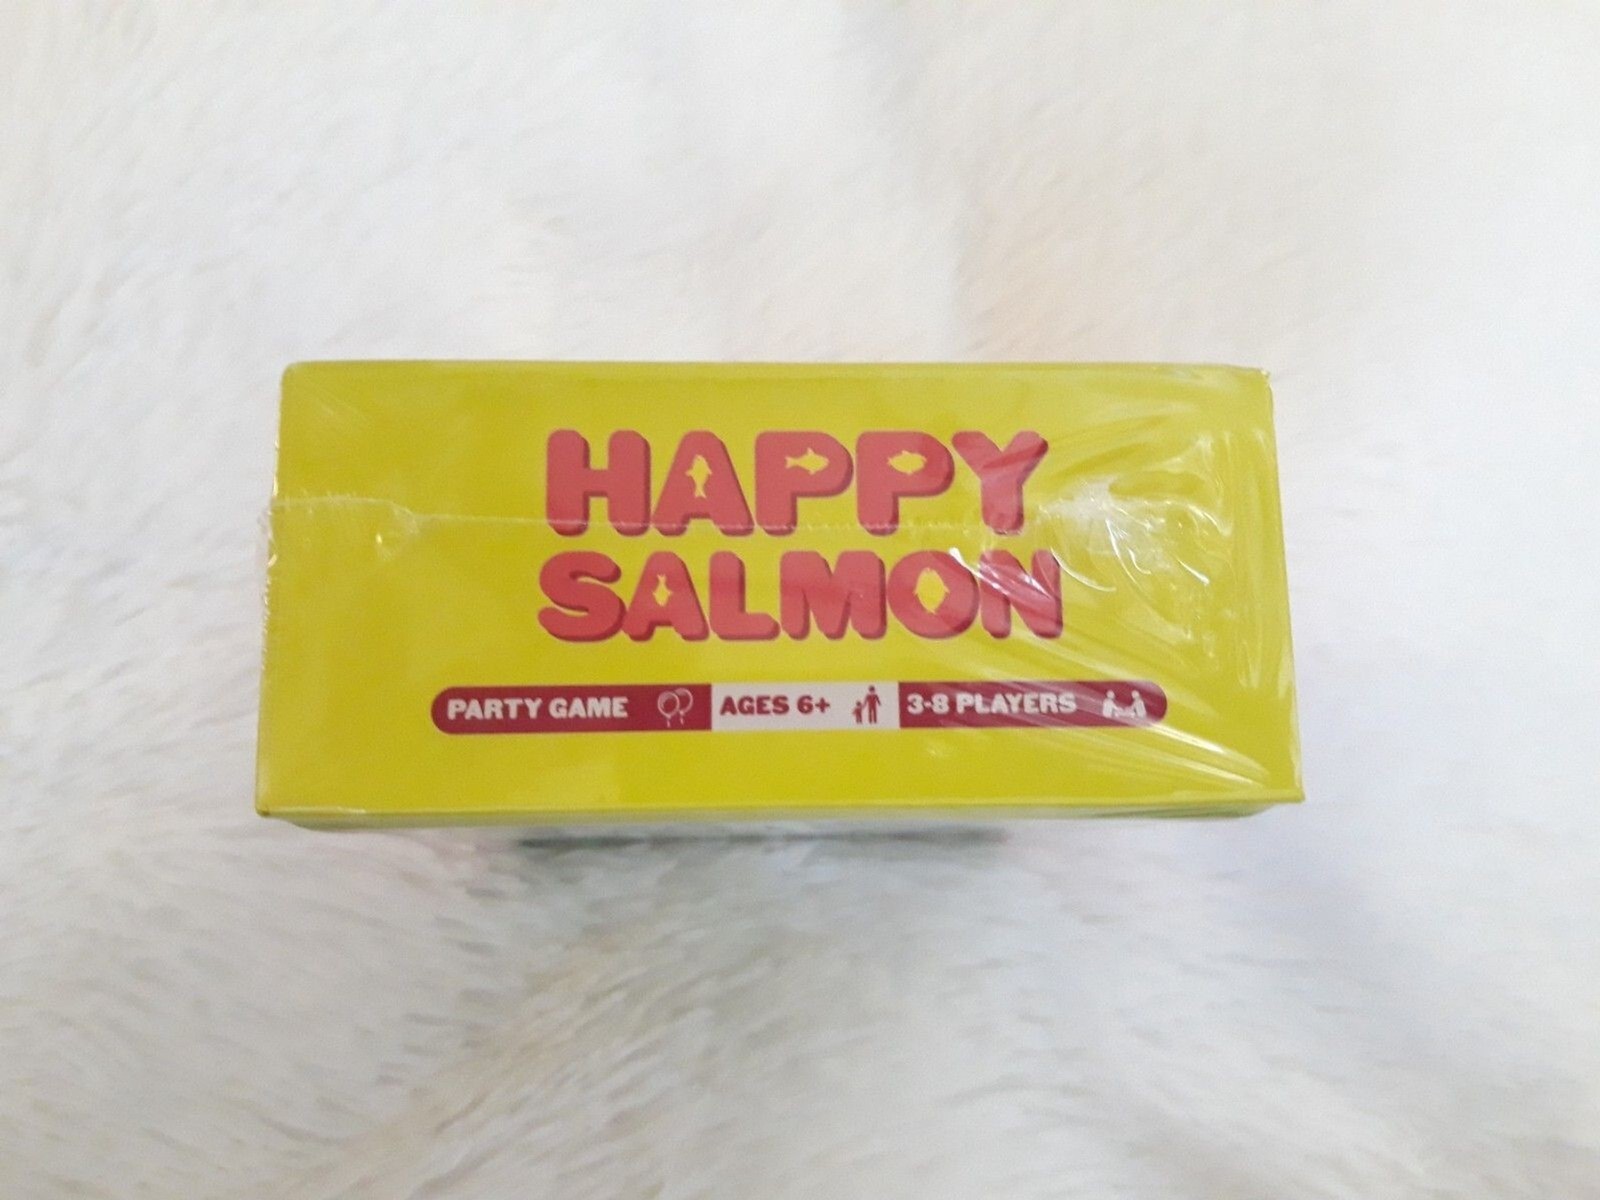 HAPPY
SALMON
PARTY GAME AGES 6+ 3-8 PLAYERS